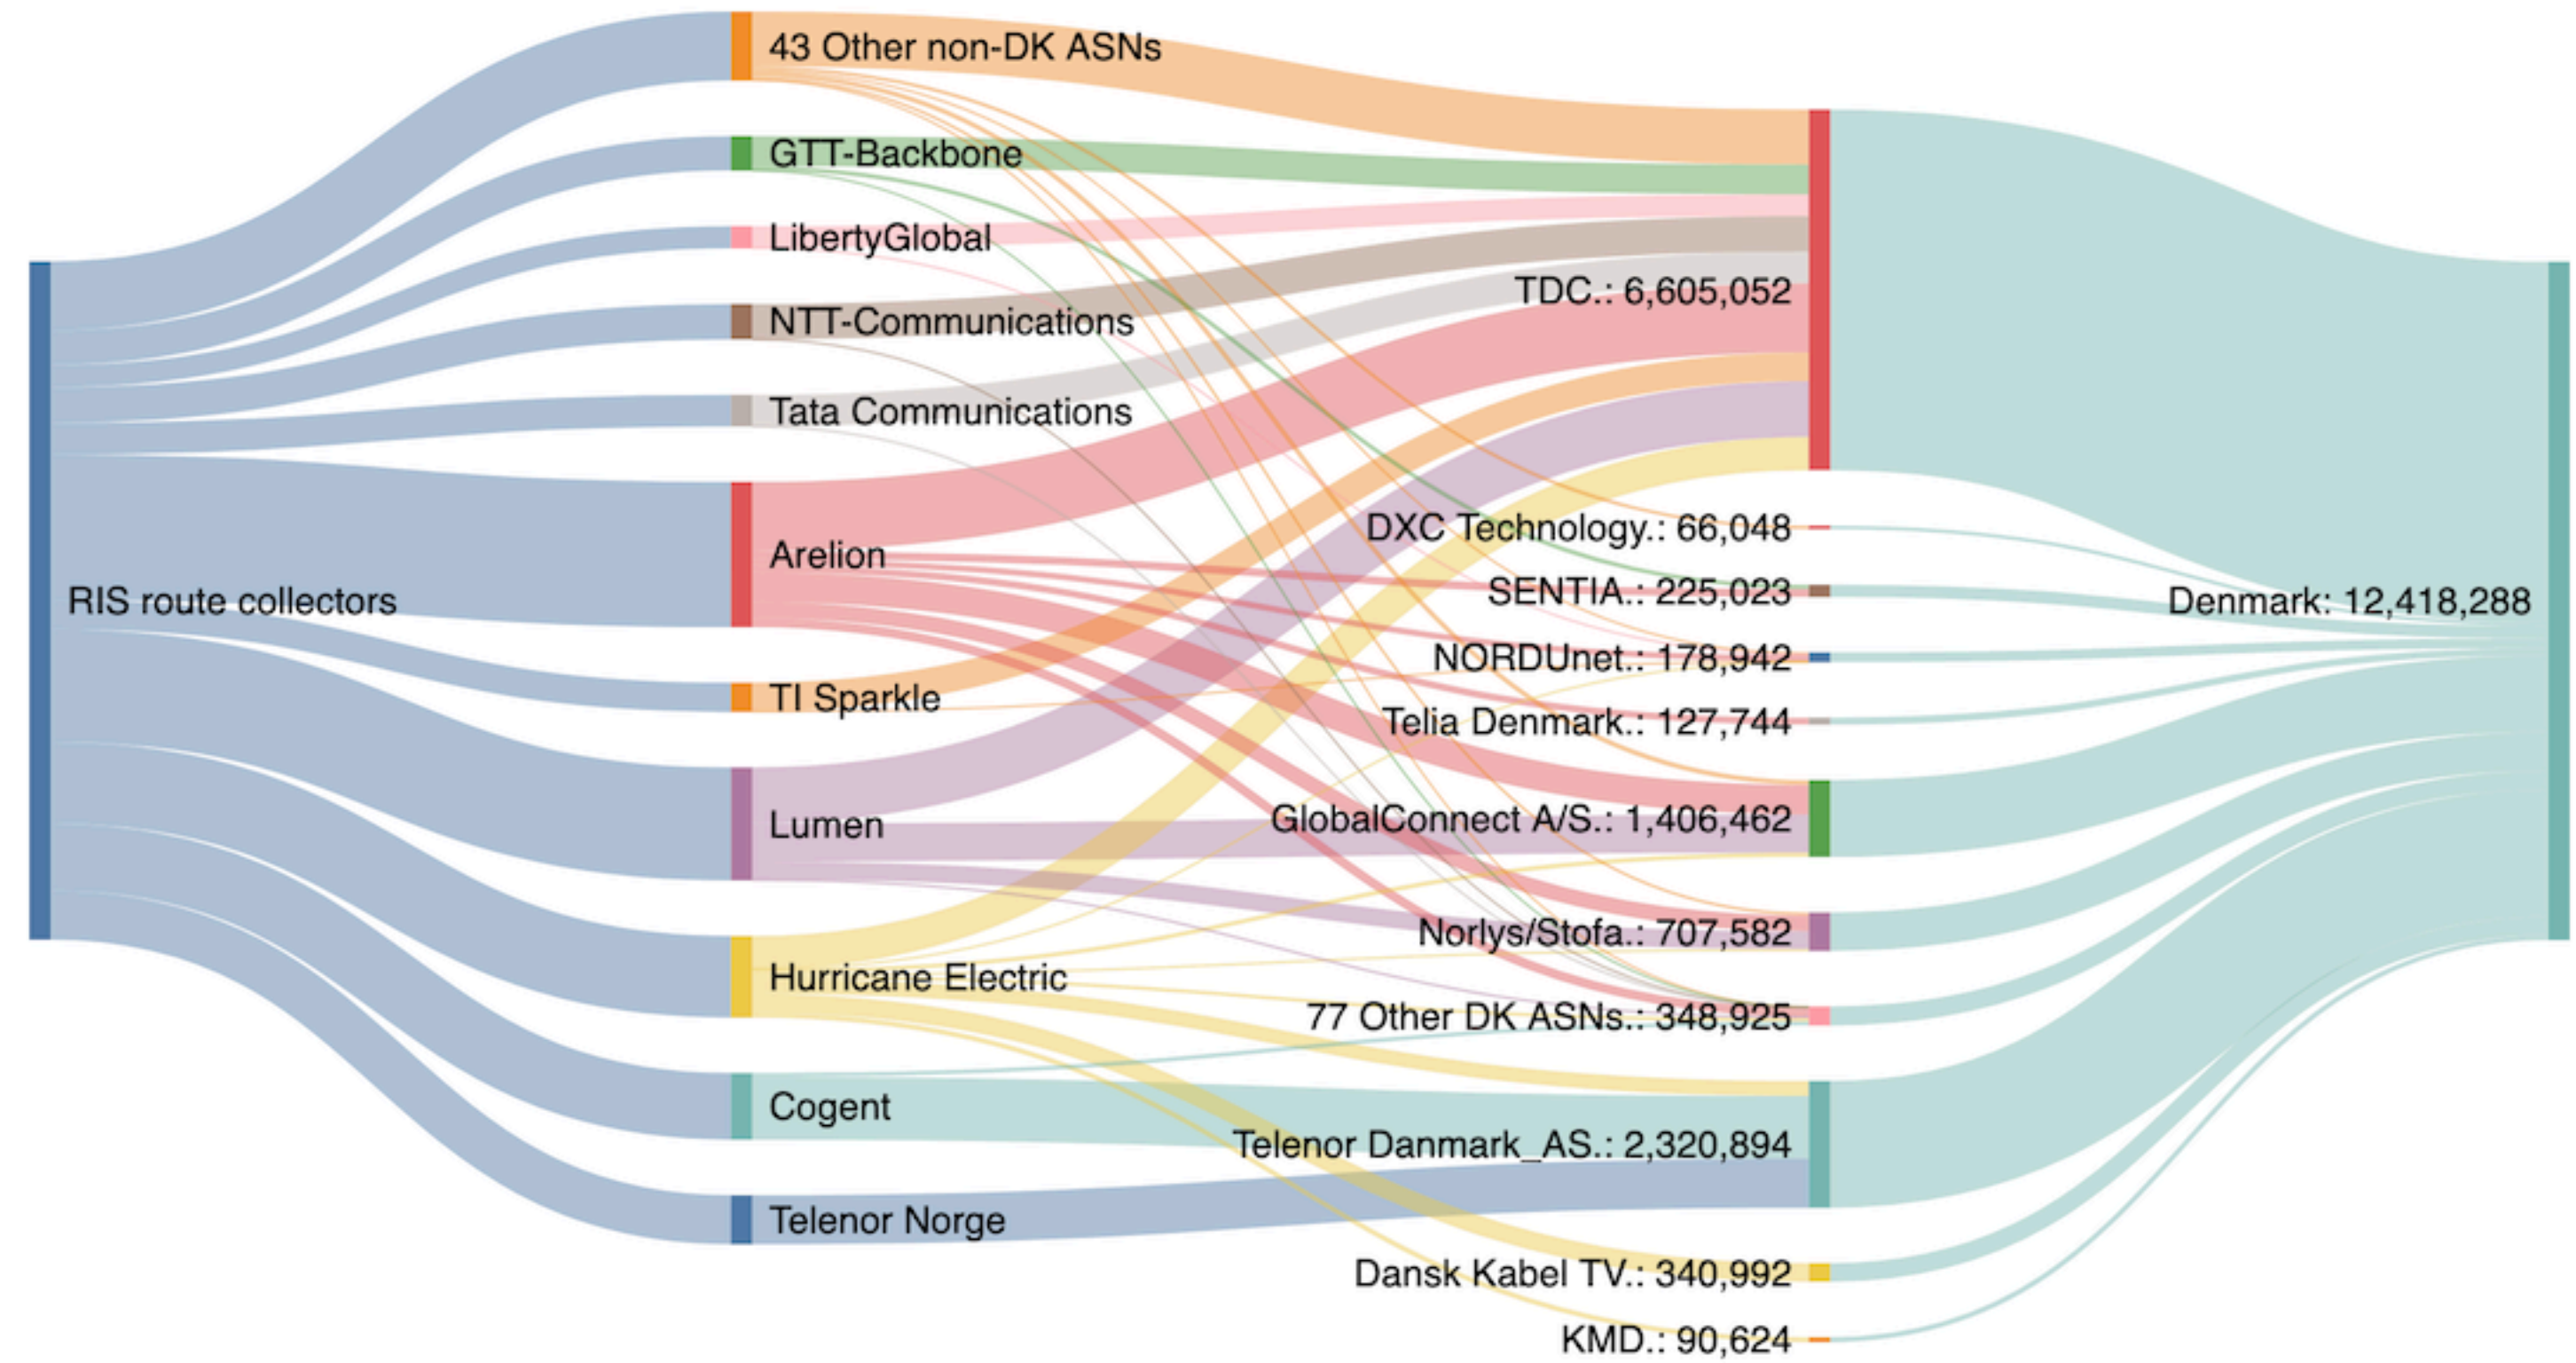 43 Other non-DK ASNs
GTT-Backbone
LibertyGlobal
NTT-Communications
Tata Communications
Arelion
RIS route collectors
TI Sparkle
Lumen
Hurricane Electric
Cogent
Telenor Norge
TDC.: 6,605,052
DXC Technology.: 66,048
SENTIA.: 225,023
NORDUnet.: 178,942
Telia Denmark.: 127,744
GlobalConnect A/S.: 1,406,462
Norlys/Stofa.: 707,582
77 Other DK ASNs.: 348,925
Telenor Danmark_AS.: 2,320,894
Dansk Kabel TV.: 340,992
KMD.: 90,624
Denmark: 12,418,288